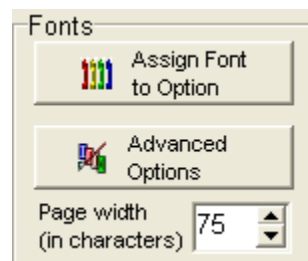 Fonts
Assign Font
to Option
Advanced
Options
Page width
(in characters) 75